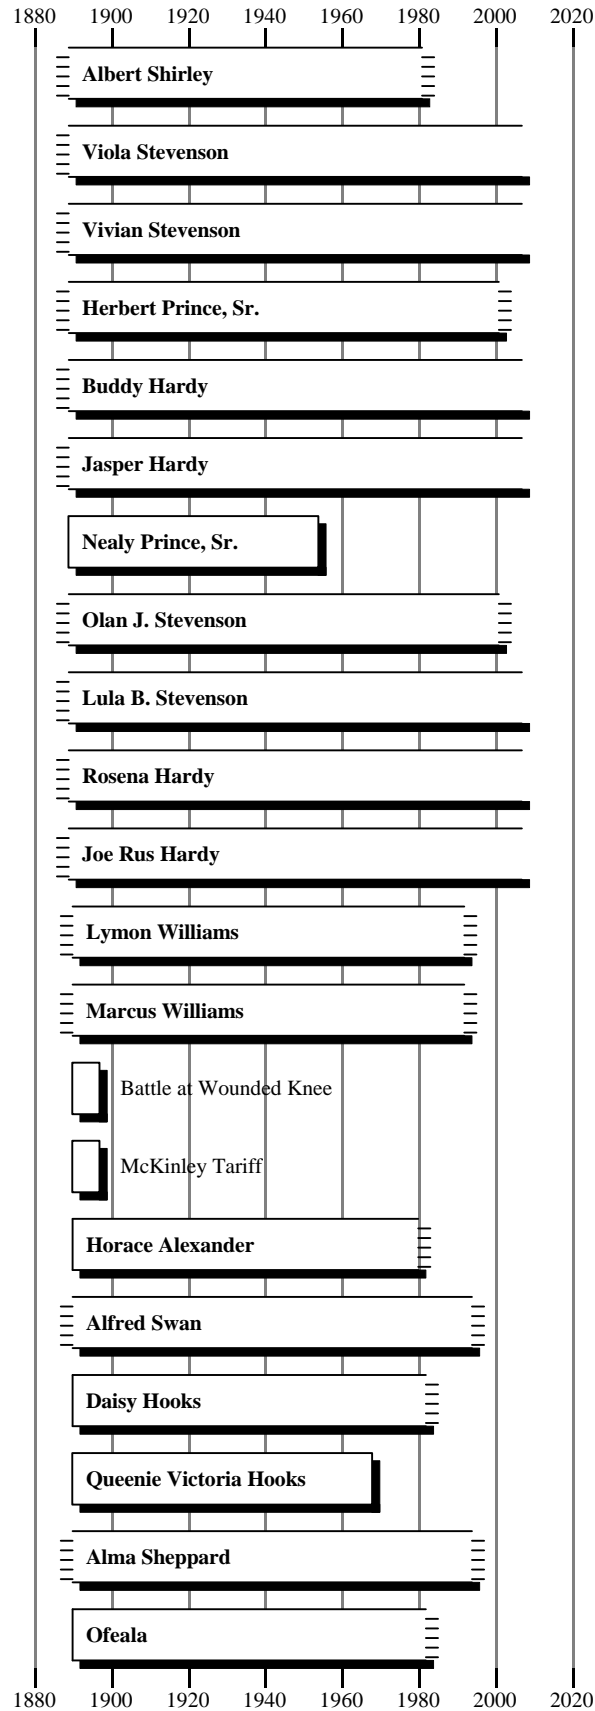 1880 1900 1920 1940 1960 1980 2000 2020
Albert Shirley
Viola Stevenson
Vivian Stevenson
Herbert Prince, Sr.
Buddy Hardy
Jasper Hardy
Nealy Prince, Sr.
Olan J. Stevenson
Lula B. Stevenson
Rosena Hardy
Joe Rus Hardy
Lymon Williams
Marcus Williams
Battle at Wounded Knee
McKinley Tariff
Horace Alexander
Alfred Swan
Daisy Hooks
Queenie Victoria Hooks
Alma Sheppard
Ofeala
1880 1900 1920 1940 1960 1980 2000 2020